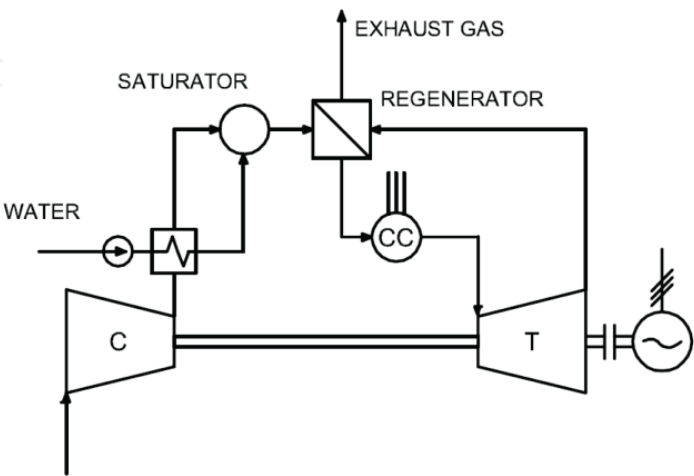 EXHAUST GAS
SATURATOR
REGENERATOR
WATER
CC
C
T